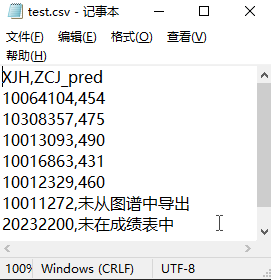 test.csv - 记事本
文件(F) 编辑(E) 格式(O) 查看(V)
帮助(H)
XJH,ZCJ_pred
10064104,454
10308357,475
10013093,490
10016863,431
10012329,460
10011272,未从图谱中导出
20232200,未在成绩表中
100% Windows (CRLF) UTF-8